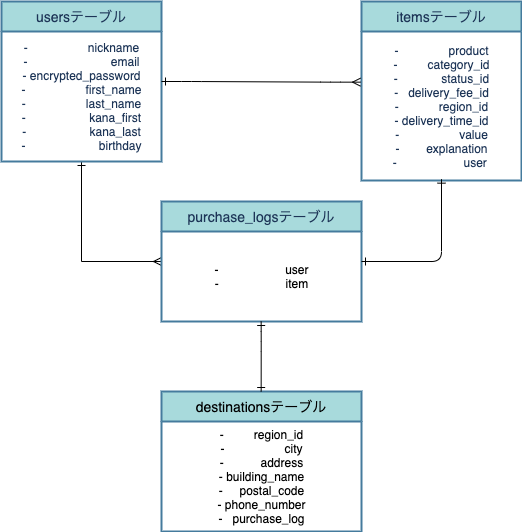 usersテーブル
- nickname
- email
- encrypted_password
- first_name
- last_name
- kana_first
- kana_last
- birthday
itemsテーブル
- product
- category_id
- status_id
- delivery_fee_id
- region_id
- delivery_time_id
- value
- explanation
- user
purchase_logsテーブル
- user
- item
destinationsテーブル
- region_id
- city
- address
- building_name
- postal_code
- phone_number
- purchase_log